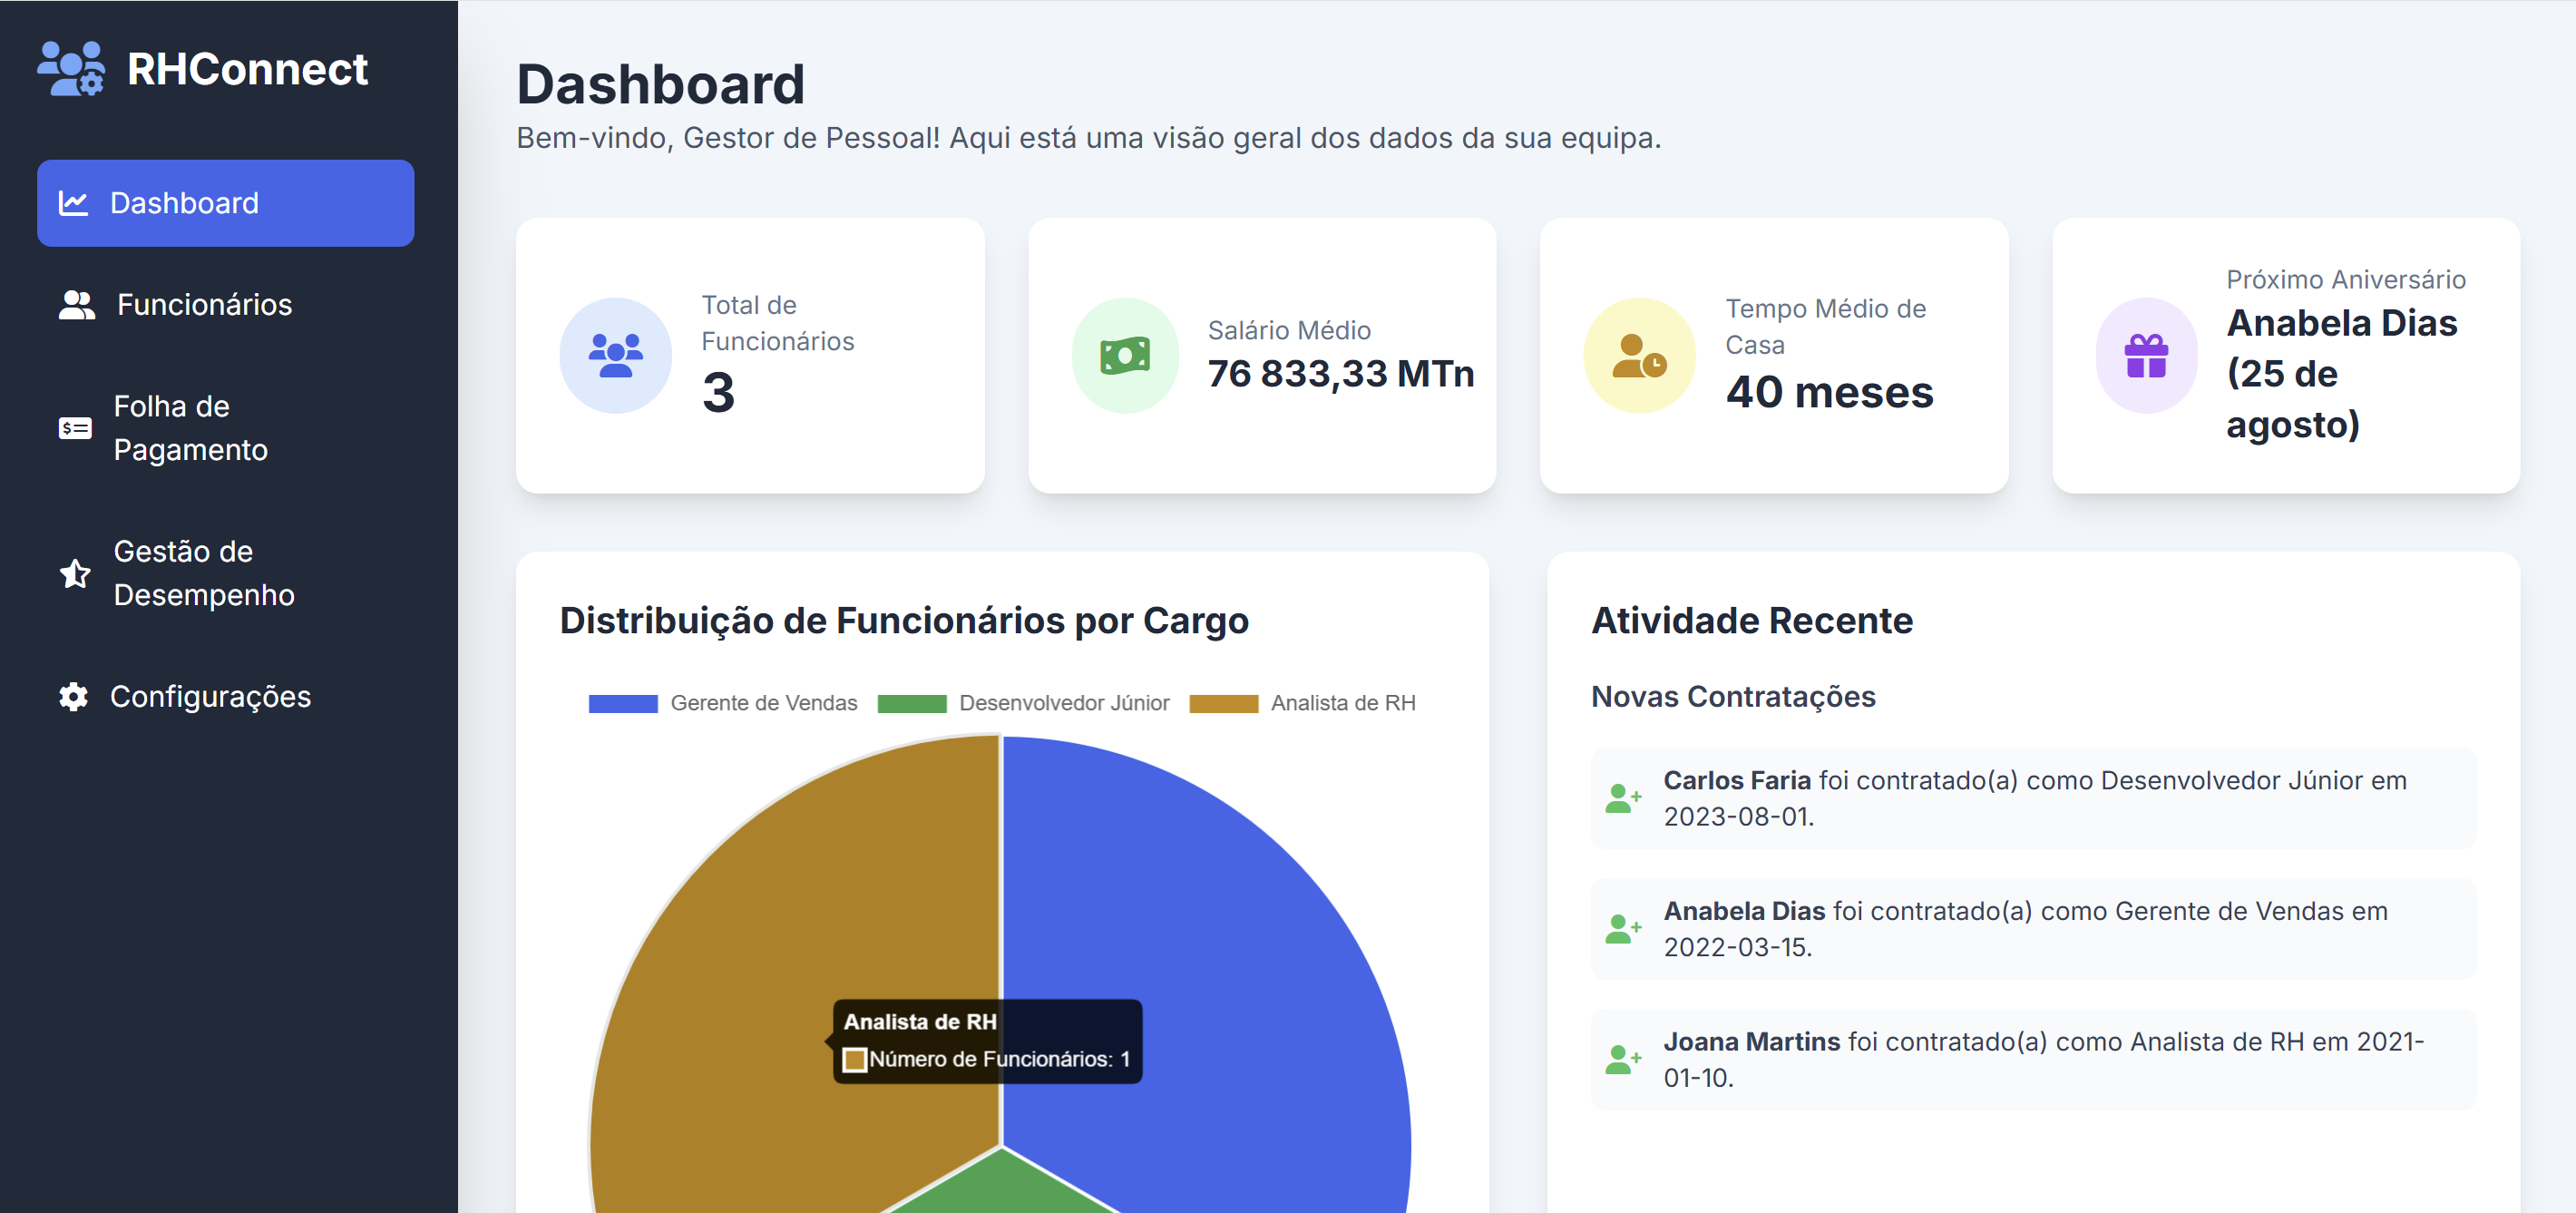 RHConnect
Dashboard
Funcionários
Folha de
Pagamento
Gestão de
Desempenho
Configurações
Dashboard
Bem-vindo, Gestor de Pessoal! Aqui está uma visão geral dos dados da sua equipa.
Total de
Funcionários
3
Salário Médio
76 833,33 MTn
Tempo Médio de
Casa
40 meses
Próximo Aniversário
Anabela Dias
(25 de
agosto)
Distribuição de Funcionários por Cargo
Gerente de Vendas
Desenvolvedor Júnior
Analista de RH
Analista de RH
Número de Funcionários: 1
Atividade Recente
Novas Contratações
Carlos Faria foi contratado(a) como Desenvolvedor Júnior em
2023-08-01.
Anabela Dias foi contratado(a) como Gerente de Vendas em
2022-03-15.
Joana Martins foi contratado(a) como Analista de RH em 2021-
01-10.